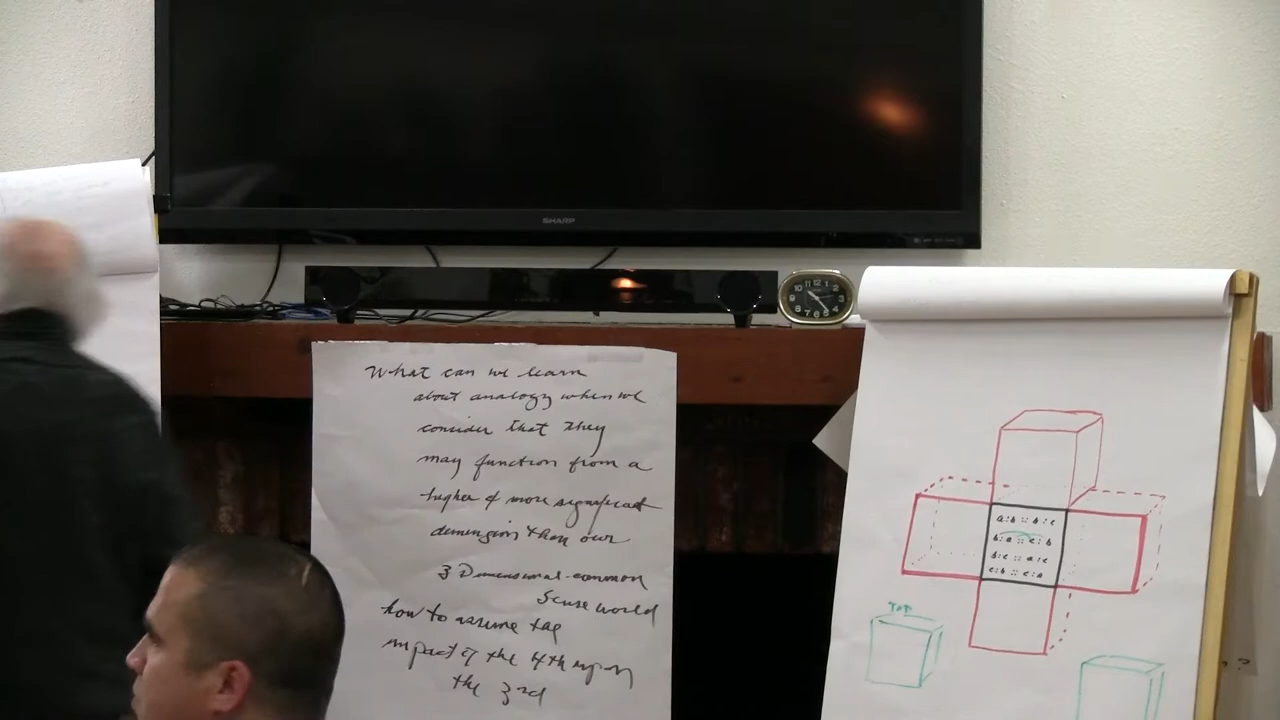 SHARP
What can we learn
about analogy when we
consider that they
may function from a
higher & more significant
dimension than our
3 Dimensional-common
Sense world
how to assume the
impact of the 4th upon
the 3rd
a:b :: b:c
b:a :: c:b
b:c :: a:c
c:b :: c:a
TOP